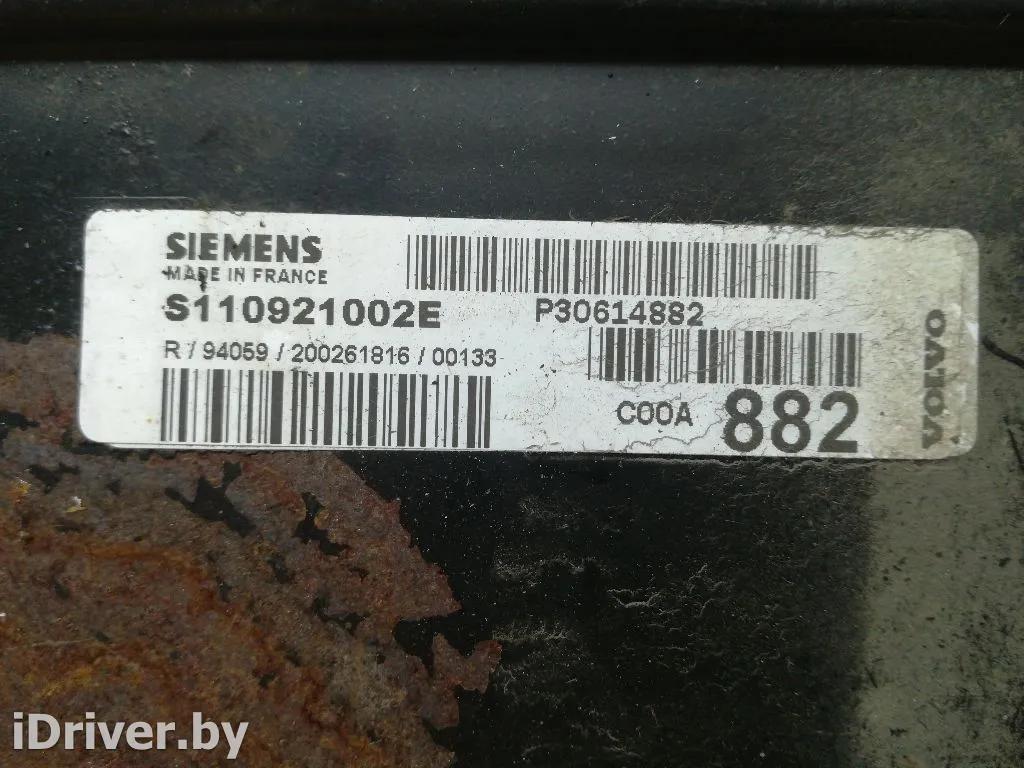 SIEMENS
MADE IN FRANCE
S110921002E
P30614882
R / 94059 / 200261816 / 00133
C00A 882
VOLVO
iDriver.by